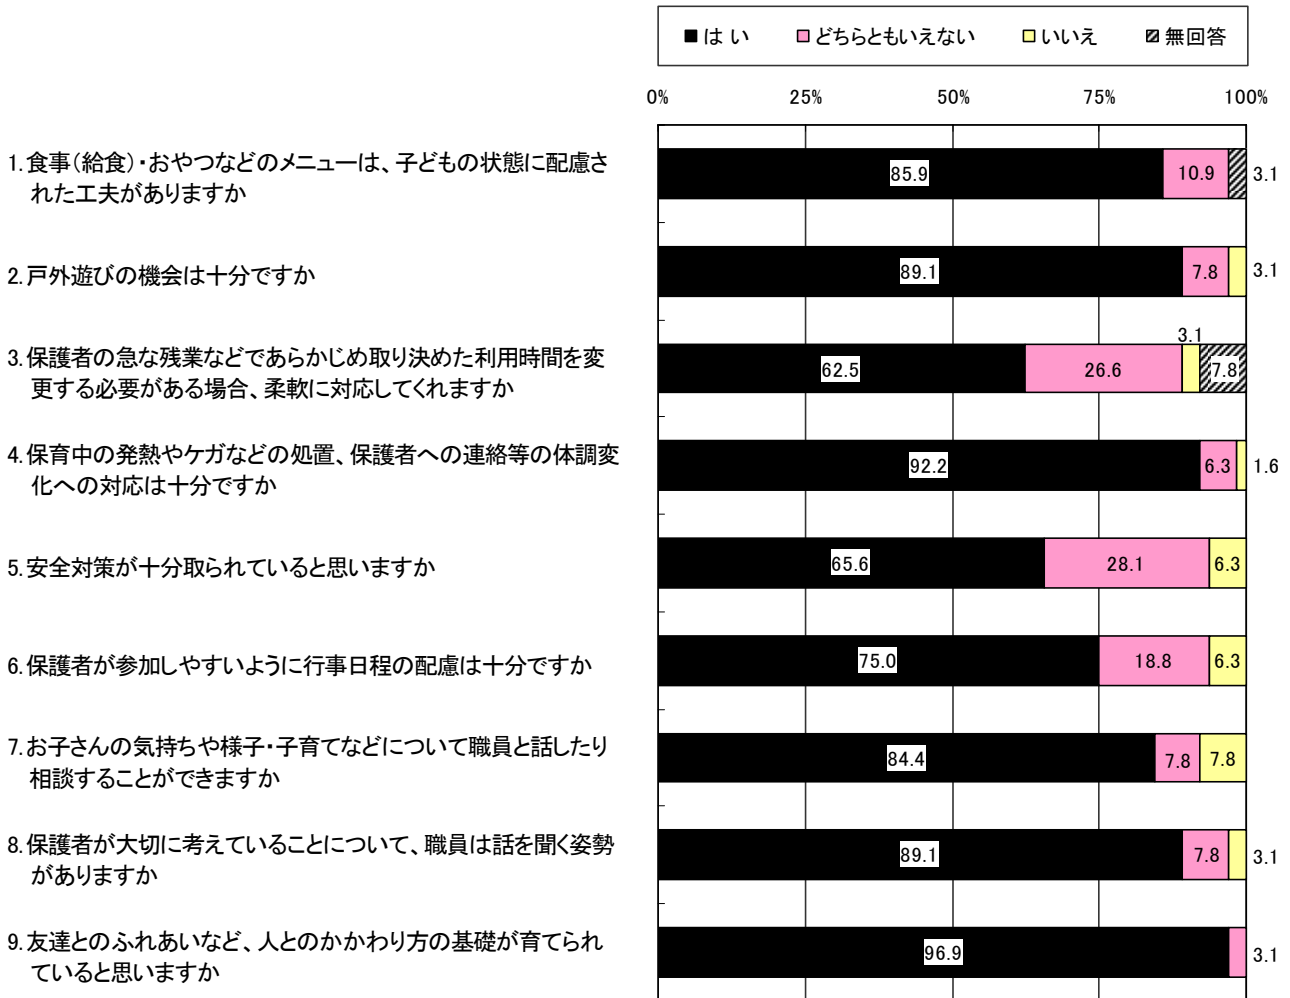 ■はい □どちらともいえない □いいえ 無回答
0% 25% 50% 75% 100%
1.食事(給食)・おやつなどのメニューは、子どもの状態に配慮さ
れた工夫がありますか
85.9 10.9 3.1
2.戸外遊びの機会は十分ですか
89.1 7.8 3.1
3.保護者の急な残業などであらかじめ取り決めた利用時間を変
更する必要がある場合、柔軟に対応してくれますか
62.5 26.6 3.1 7.8
4.保育中の発熱やケガなどの処置、保護者への連絡等の体調変
化への対応は十分ですか
92.2 6.3 1.6
5.安全対策が十分取られていると思いますか
65.6 28.1 6.3
6.保護者が参加しやすいように行事日程の配慮は十分ですか
75.0 18.8 6.3
7.お子さんの気持ちや様子・子育てなどについて職員と話したり
相談することができますか
84.4 7.8 7.8
8.保護者が大切に考えていることについて、職員は話を聞く姿勢
がありますか
89.1 7.8 3.1
9.友達とのふれあいなど、人とのかかわり方の基礎が育てられ
ていると思いますか
96.9 3.1